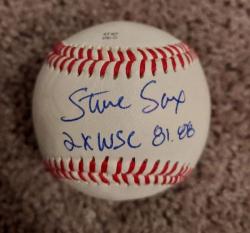 Steve Sax
2x WSC 81. 88